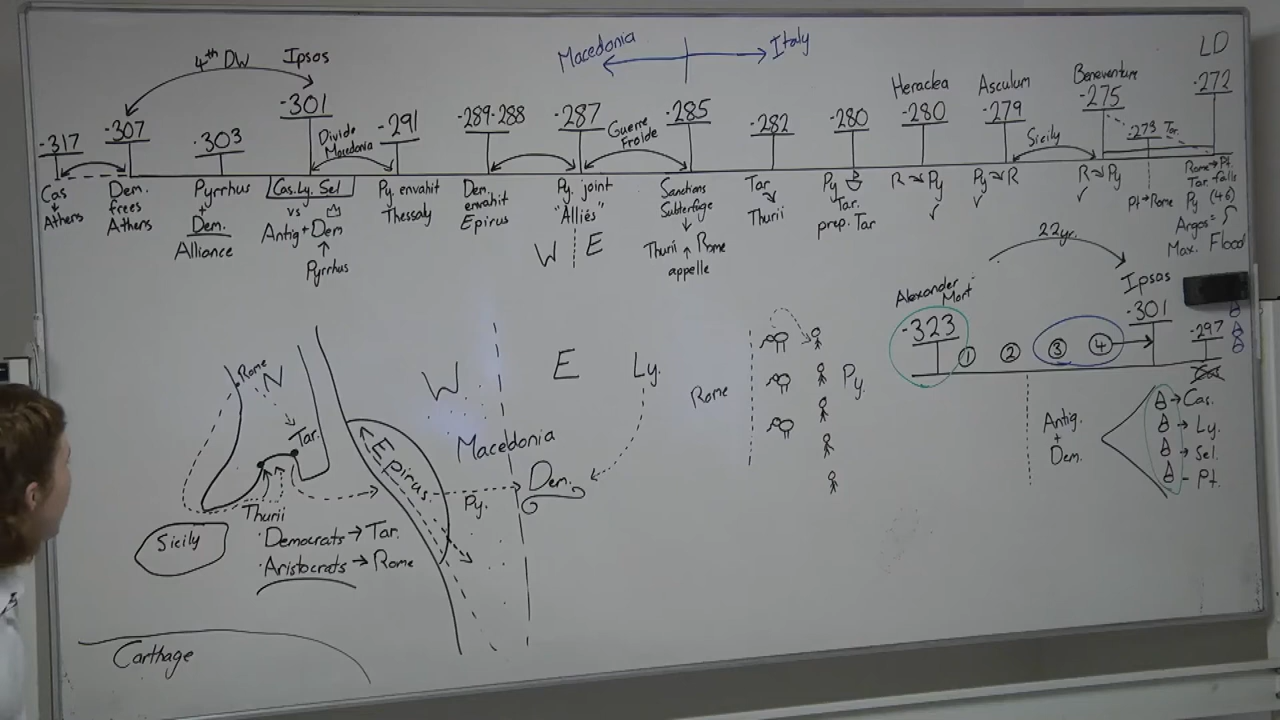 Macedonia
Italy
LD
4th DW
Ipsos
-317
-307
-303
-301
Divide
Macedonia
-291
-289-288
-287
Guerre
Froide
-285
-282
-280
Heraclea
-280
Asculum
-279
Sicily
Beneventum
-275
-273
Tar.
-272
Cas
+
Athens
Dem.
frees
Athens
Pyrrhus
+
Dem.
Alliance
Cas. Ly. Sel
vs
Antig + Dem
Pyrrhus
Py. envahit
Thessaly
Dem.
envahit
Epirus
Py. joint
"Alliés"
W E
Sanctions
Subterfuge
Thurii Rome
appelle
Tar
Thurii
Py
Tar.
prep. Tar
R Py
Py R
R Py
Pt Rome
Rome Pt
Tar. falls
Py (46)
Argos =
Max. Flood
22yr.
Alexander
Mort
-323
1
2
3
4
Ipsos
-301
-297
Cas
Antig.
+
Dem.
Cas.
Ly.
Sel.
Pt.
Rome
N
Tar.
Thurii
Sicily
Democrats → Tar.
Aristocrats → Rome
Carthage
Epirus
W
E
Ly.
Macedonia
Dem.
Py.
Rome
Py.